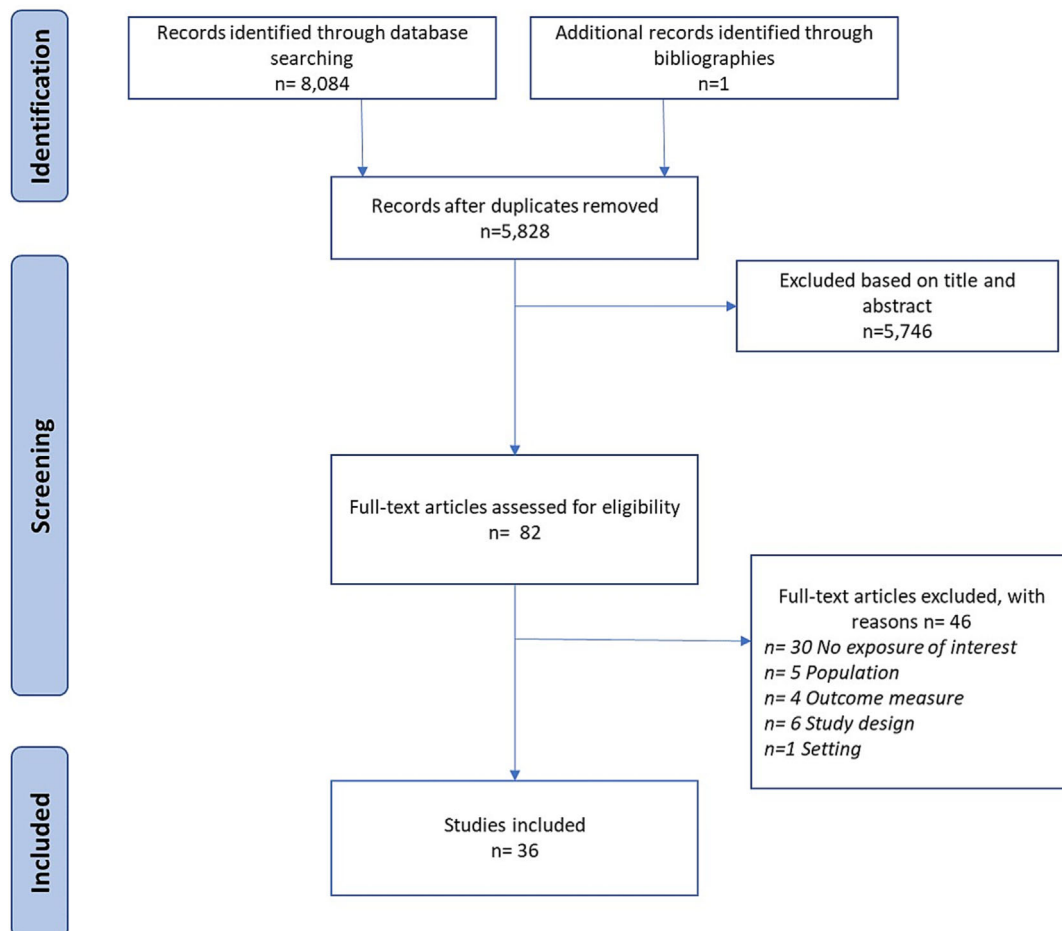 Identification
Records identified through database
searching
n= 8,084
Additional records identified through
bibliographies
n=1
Records after duplicates removed
n=5,828
Screening
Excluded based on title and
abstract
n=5,746
Full-text articles assessed for eligibility
n= 82
Full-text articles excluded, with
reasons n= 46
n= 30 No exposure of interest
n= 5 Population
n= 4 Outcome measure
n= 6 Study design
n=1 Setting
Included
Studies included
n= 36